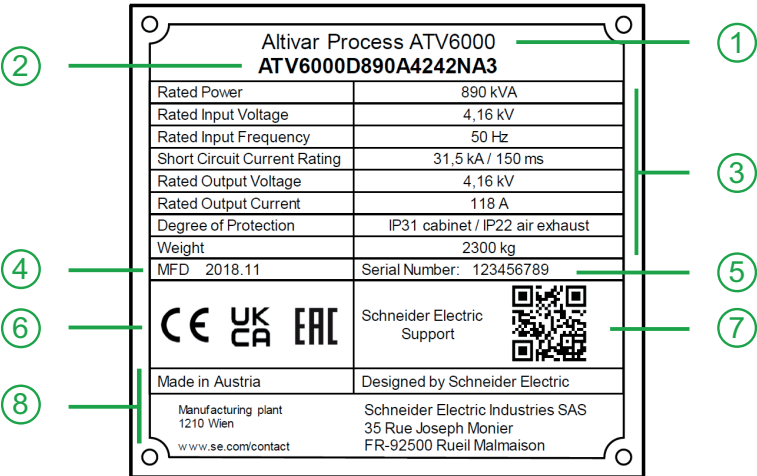 Altivar Process ATV6000
1
2
ATV6000D890A4242NA3
Rated Power 890 kVA
Rated Input Voltage 4,16 kV
Rated Input Frequency 50 Hz
Short Circuit Current Rating 31,5 kA / 150 ms
3
Rated Output Voltage 4,16 kV
Rated Output Current 118 A
Degree of Protection IP31 cabinet / IP22 air exhaust
Weight 2300 kg
4
MFD 2018.11 Serial Number: 123456789
5
6
CE UK CA EAC
Schneider Electric
Support
7
Made in Austria Designed by Schneider Electric
8
Manufacturing plant
1210 Wien
www.se.com/contact
Schneider Electric Industries SAS
35 Rue Joseph Monier
FR-92500 Rueil Malmaison